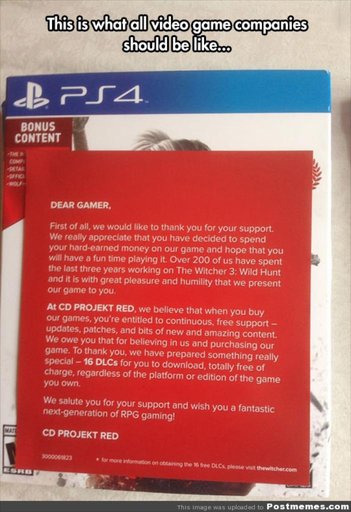 This is what all video game companies
should be like...
PS4
BONUS
CONTENT
DEAR GAMER,
First of all, we would like to thank you for your support.
We really appreciate that you have decided to spend
your hard-earned money on our game and hope that you
will have a fun time playing it. Over 200 of us have spent
the last three years working on The Witcher 3: Wild Hunt
and it is with great pleasure and humility that we present
our game to you.
At CD PROJEKT RED, we believe that when you buy
our games, you're entitled to continuous, free support –
updates, patches, and bits of new and amazing content.
We owe you that for believing in us and purchasing our
game. To thank you, we have prepared something really
special – 16 DLCs for you to download, totally free of
charge, regardless of the platform or edition of the game
you own.
We salute you for your support and wish you a fantastic
next-generation of RPG gaming!
CD PROJEKT RED
* for more information on obtaining the 16 free DLCs, please visit thewitcher.com
ESRB
This image was uploaded to Postmemes.com